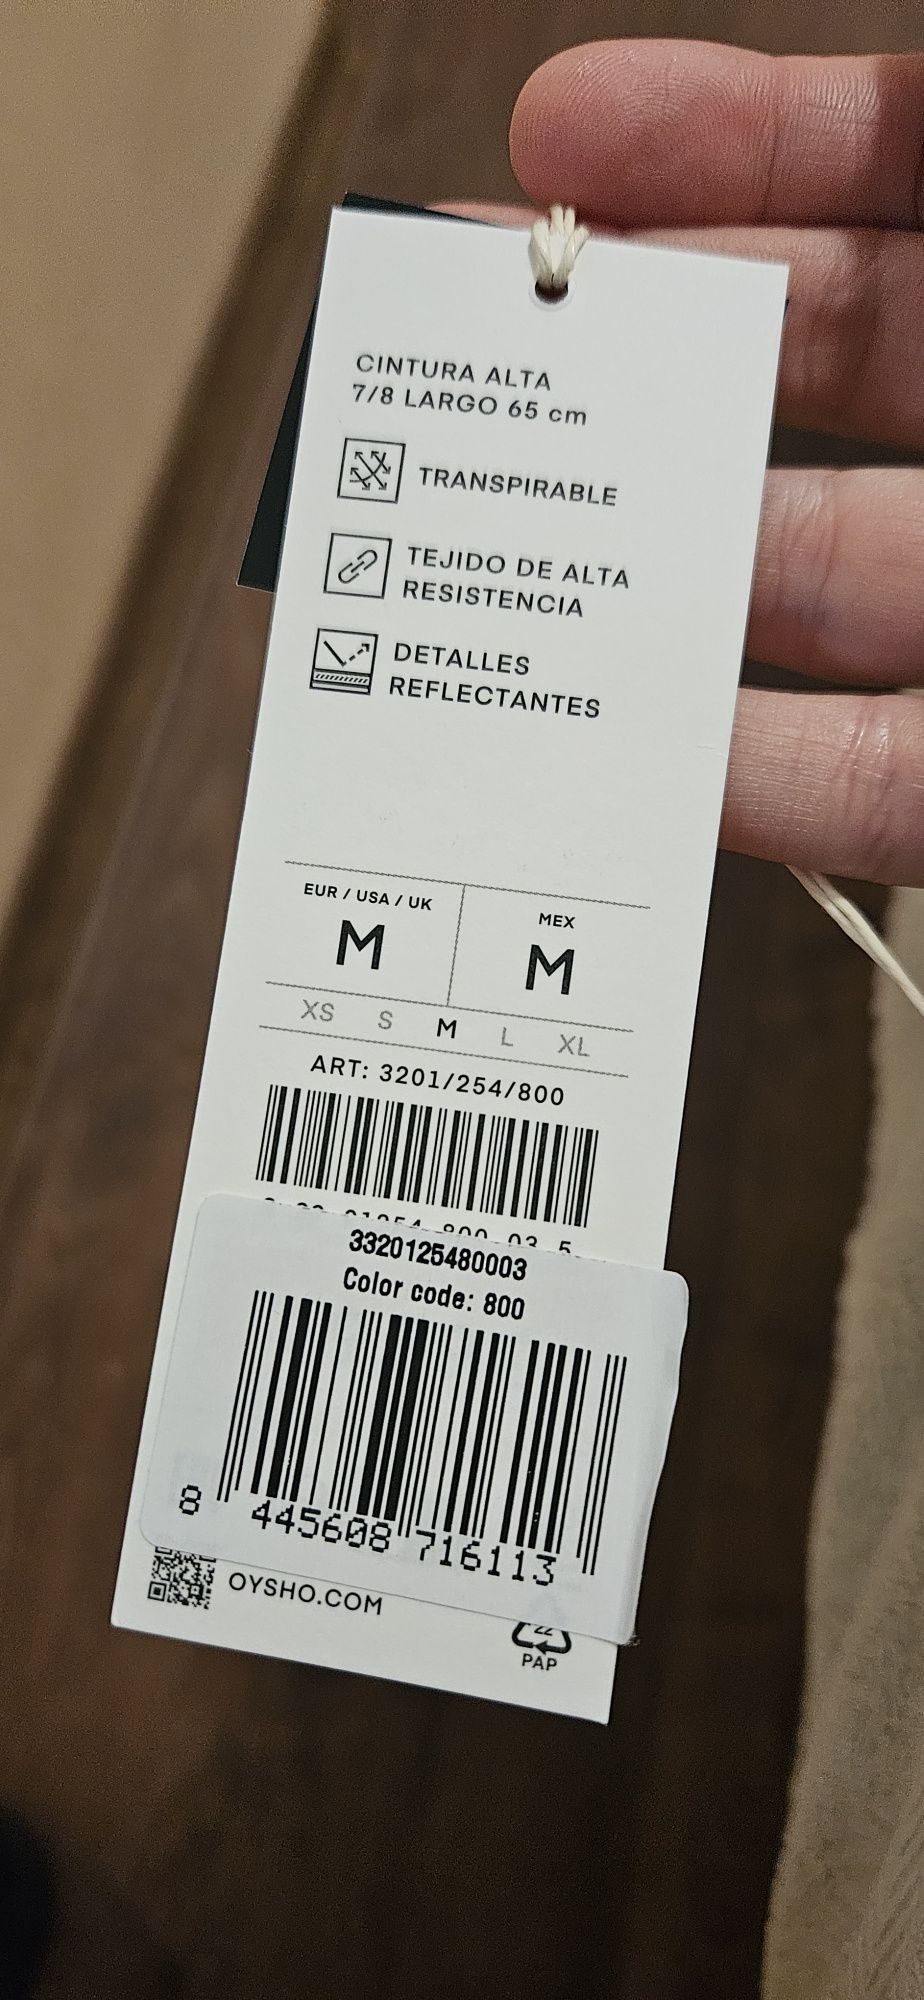 CINTURA ALTA
7/8 LARGO 65 cm
TRANSPIRABLE
TEJIDO DE ALTA
RESISTENCIA
DETALLES
REFLECTANTES
EUR / USA / UK
M
MEX
M
XS S M L XL
ART: 3201/254/800
3320125480003
Color code: 800
8 445608 716113
OYSHO.COM
22
PAP